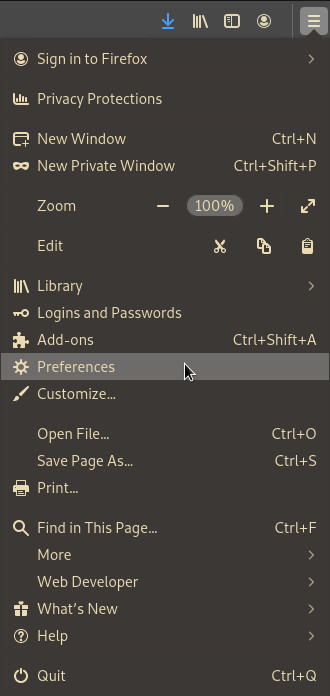 Sign in to Firefox
Privacy Protections
New Window Ctrl+N
New Private Window Ctrl+Shift+P
Zoom 100%
Edit
Library
Logins and Passwords
Add-ons Ctrl+Shift+A
Preferences
Customize...
Open File... Ctrl+O
Save Page As... Ctrl+S
Print...
Find in This Page... Ctrl+F
More
Web Developer
What's New
Help
Quit Ctrl+Q